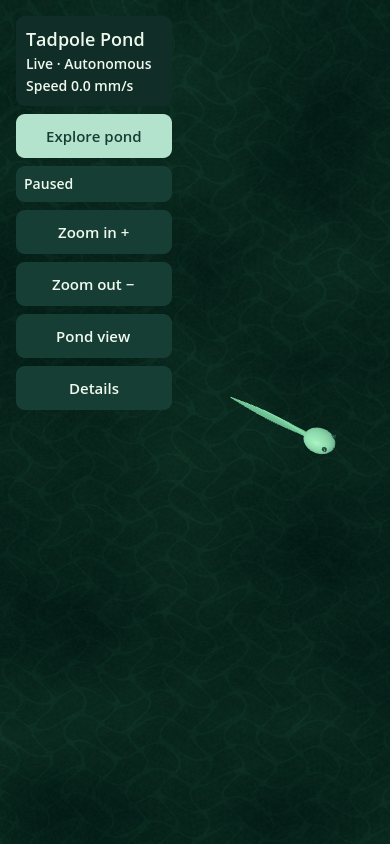 Tadpole Pond
Live · Autonomous
Speed 0.0 mm/s
Explore pond
Paused
Zoom in +
Zoom out −
Pond view
Details